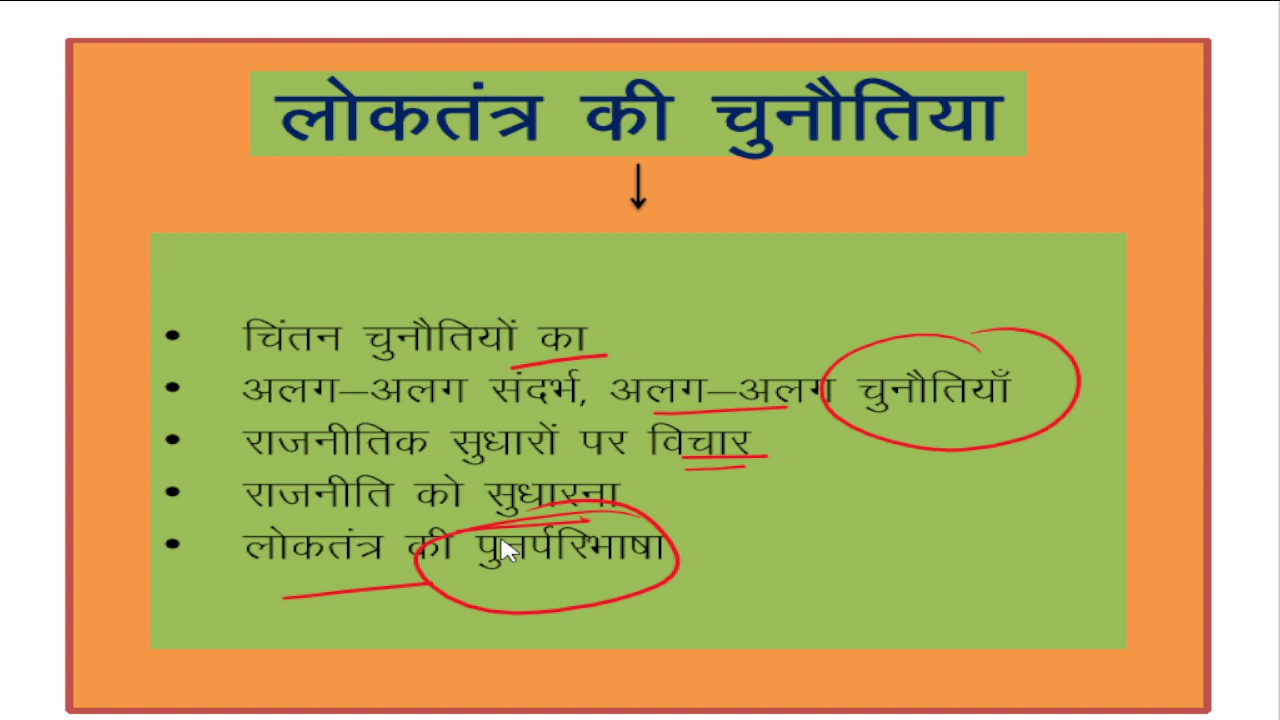 लोकतंत्र की चुनौतिया
• चिंतन चुनौतियों का
• अलग–अलग संदर्भ, अलग–अलग चुनौतियाँ
• राजनीतिक सुधारों पर विचार
• राजनीति को सुधारना
• लोकतंत्र की पुनर्परिभाषा